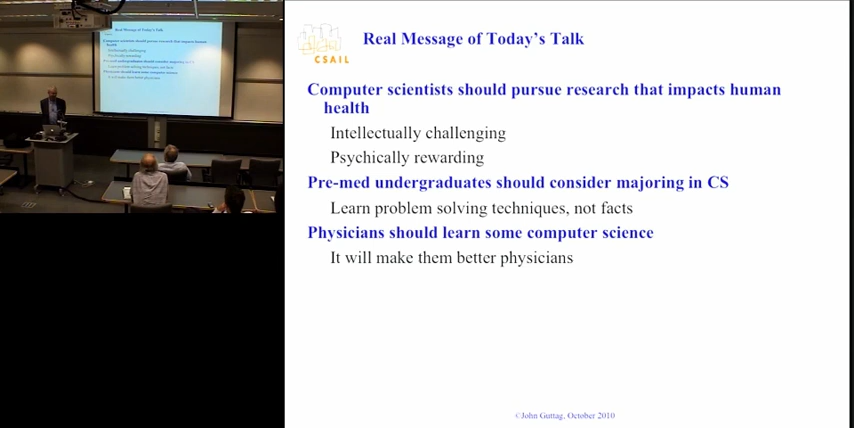 CSAIL
Real Message of Today's Talk
Computer scientists should pursue research that impacts human
health
Intellectually challenging
Psychically rewarding
Pre-med undergraduates should consider majoring in CS
Learn problem solving techniques, not facts
Physicians should learn some computer science
It will make them better physicians
©John Guttag, October 2010